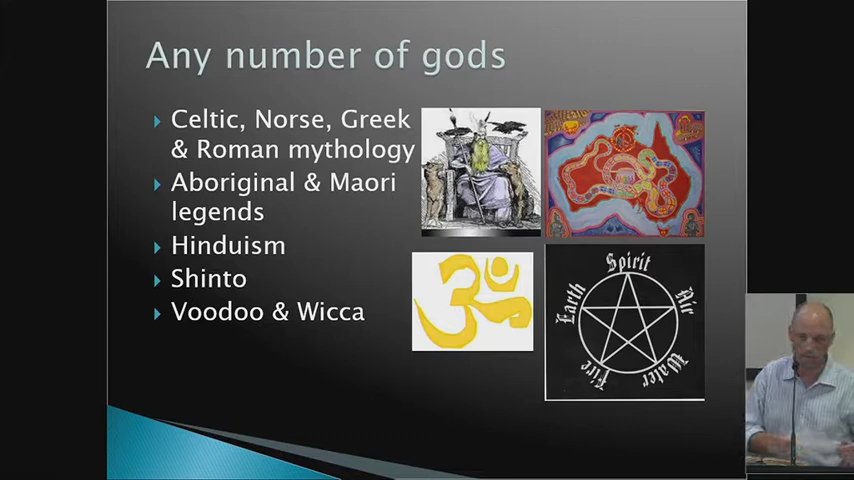 Any number of gods
Celtic, Norse, Greek
& Roman mythology
Aboriginal & Maori
legends
Hinduism
Shinto
Voodoo & Wicca
ॐ
Spirit
Earth
Air
Fire
Water